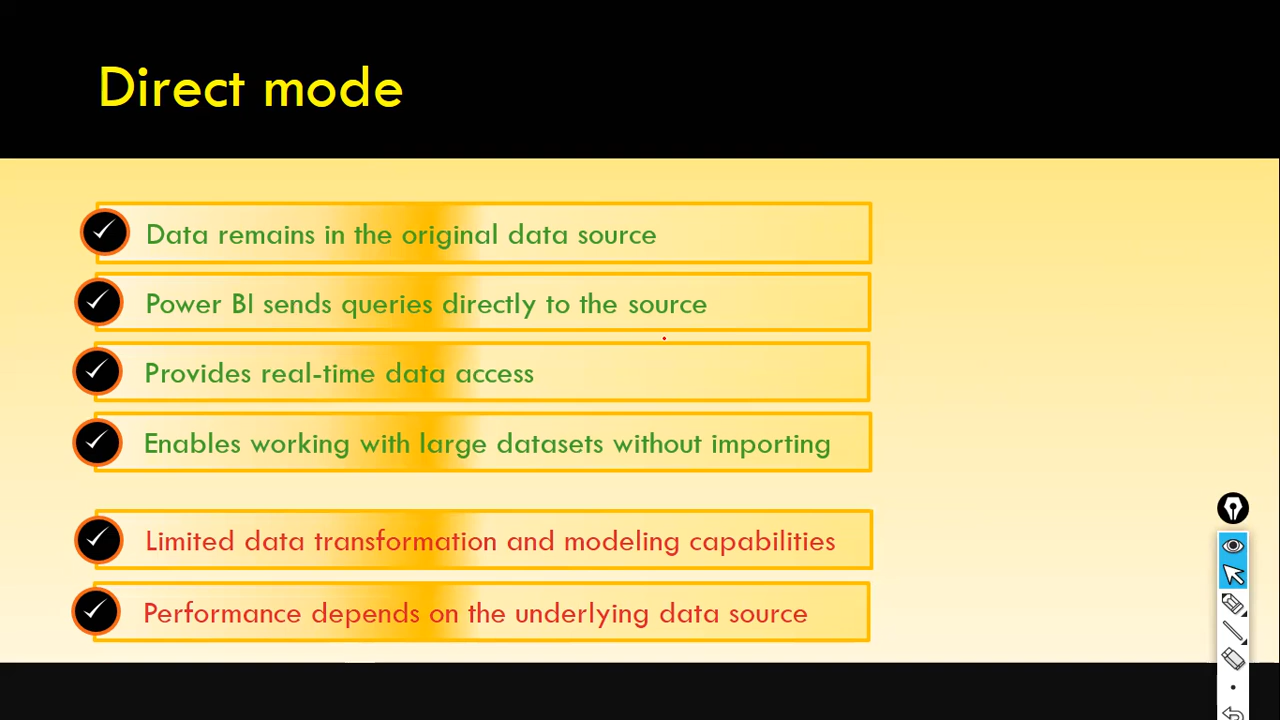 Direct mode
Data remains in the original data source
Power BI sends queries directly to the source
Provides real-time data access
Enables working with large datasets without importing
Limited data transformation and modeling capabilities
Performance depends on the underlying data source